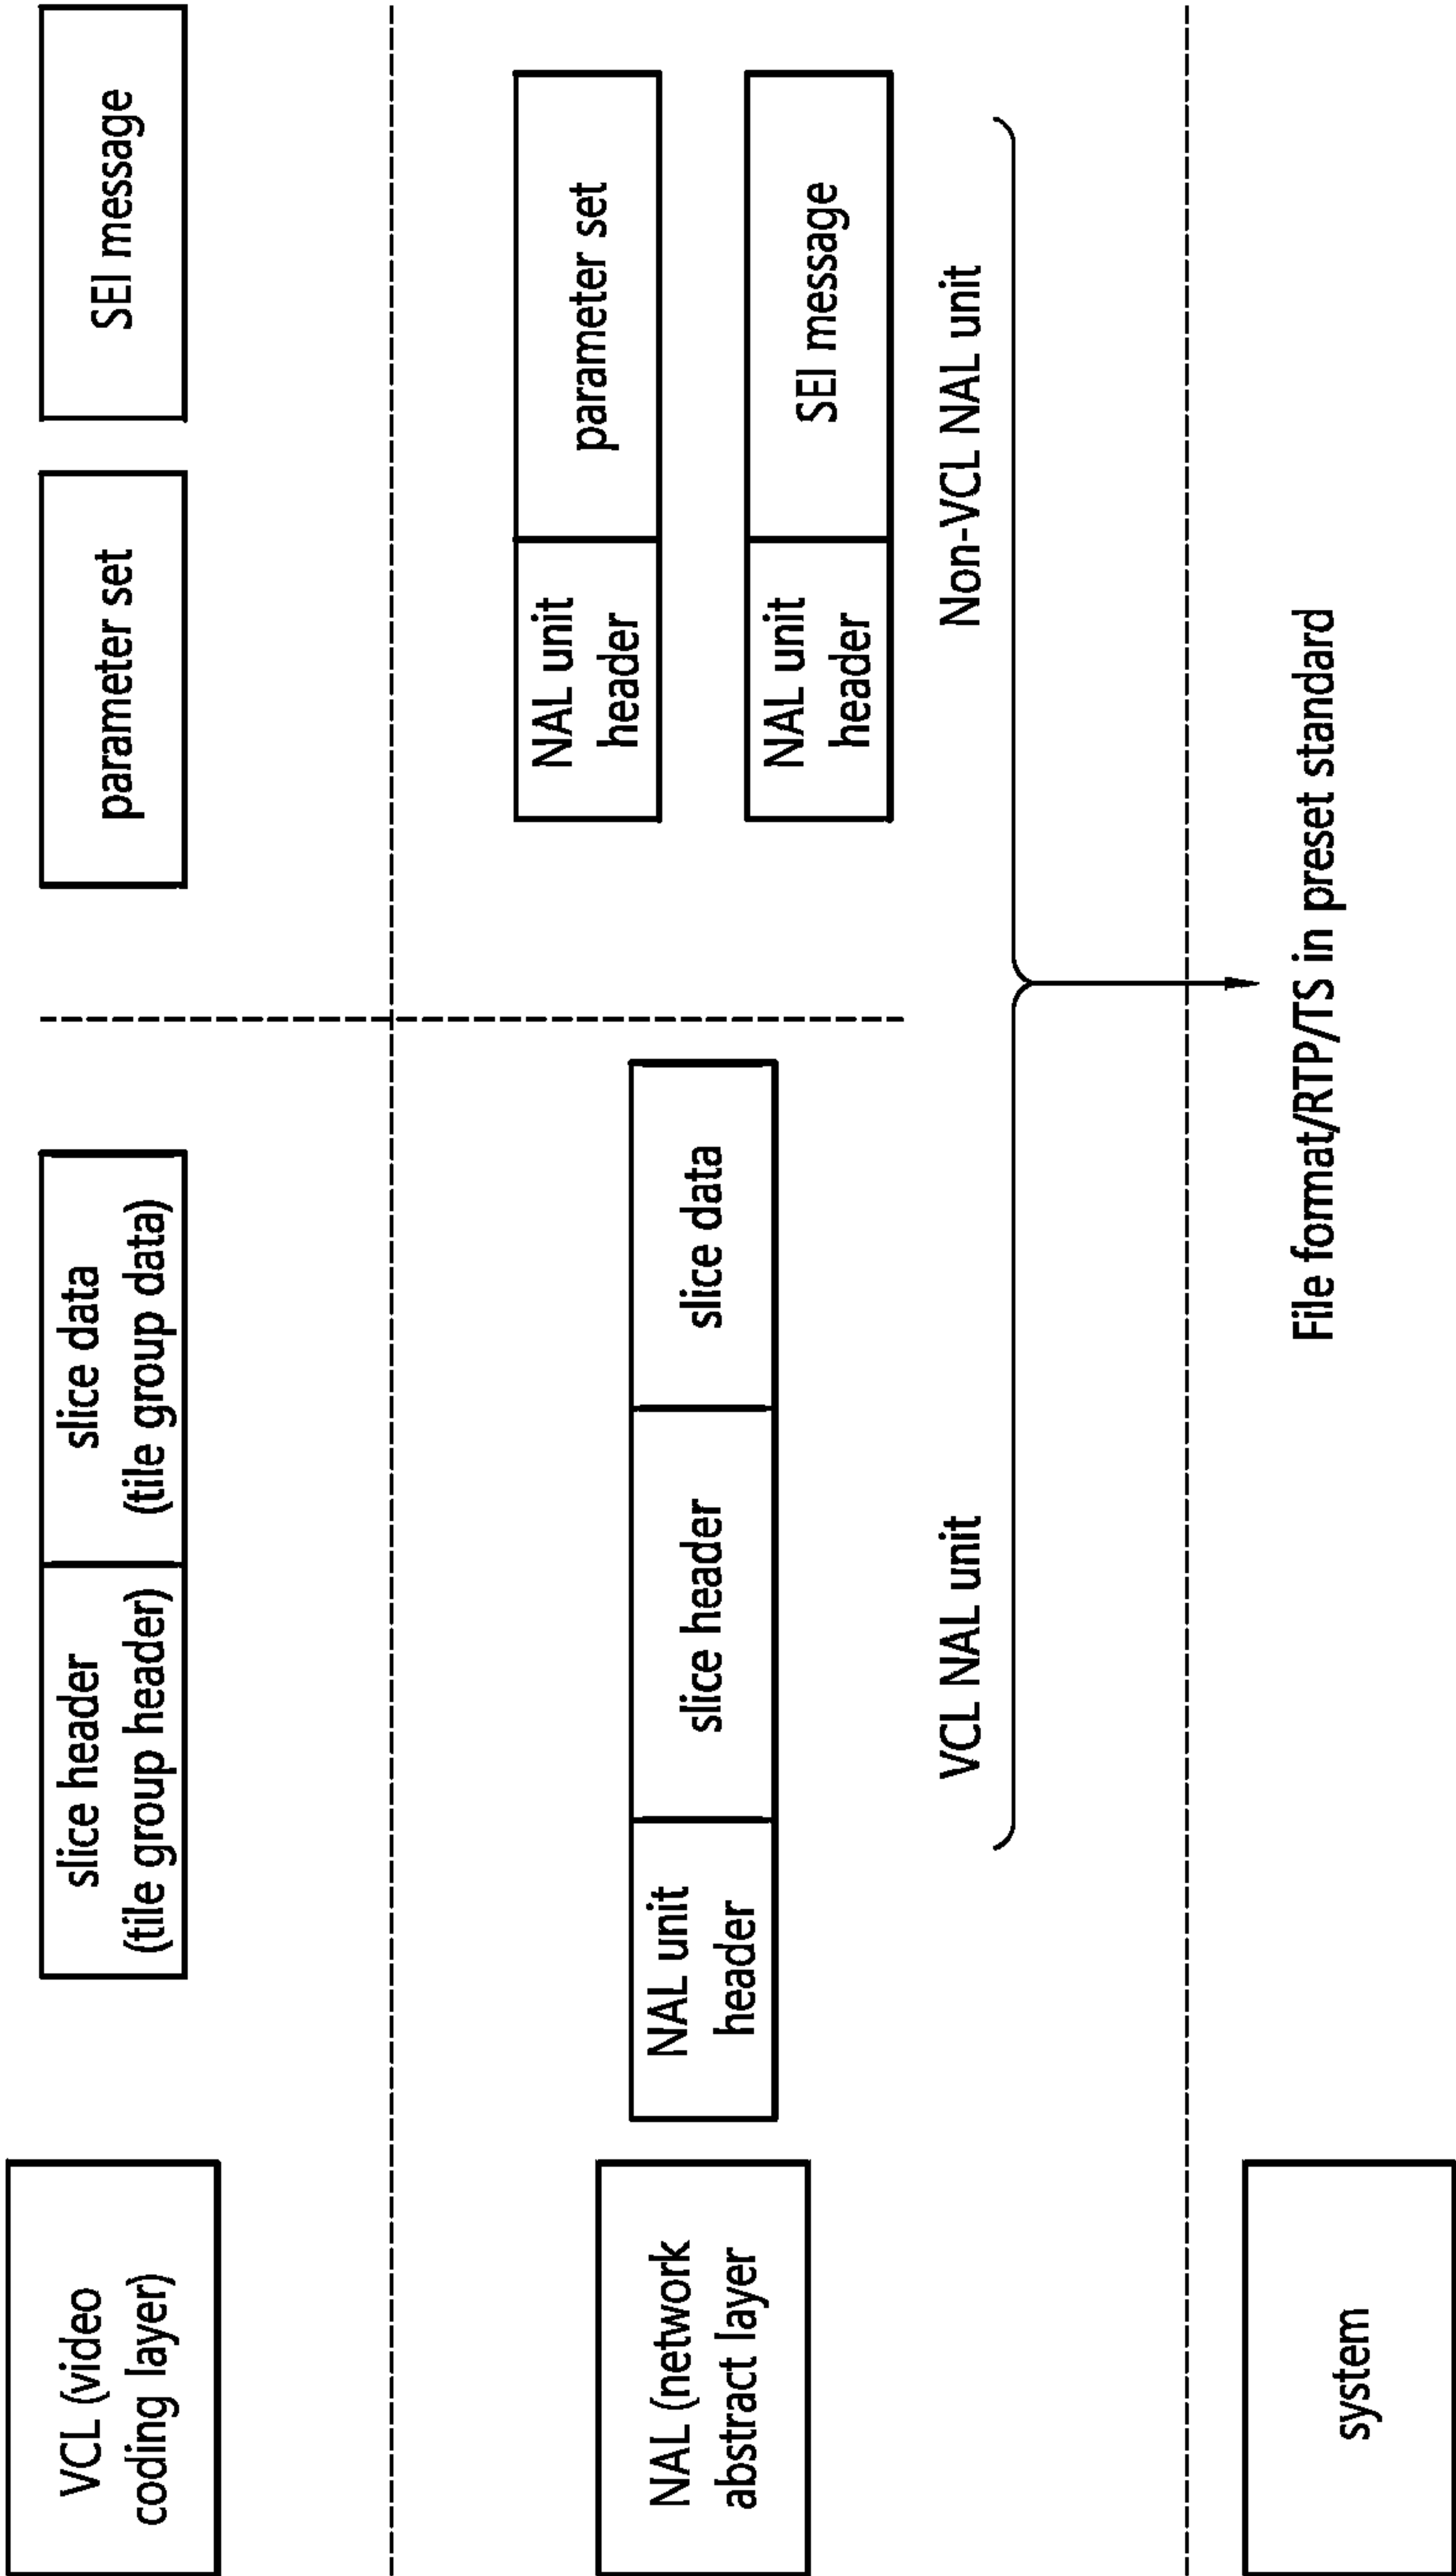 VCL (video
coding layer)
slice header
(tile group header)
slice data
(tile group data)
parameter set
SEI message
NAL (network
abstract layer
NAL unit
header
slice header
slice data
NAL unit
header
parameter set
NAL unit
header
SEI message
VCL NAL unit
Non-VCL NAL unit
system
File format/RTP/TS in preset standard